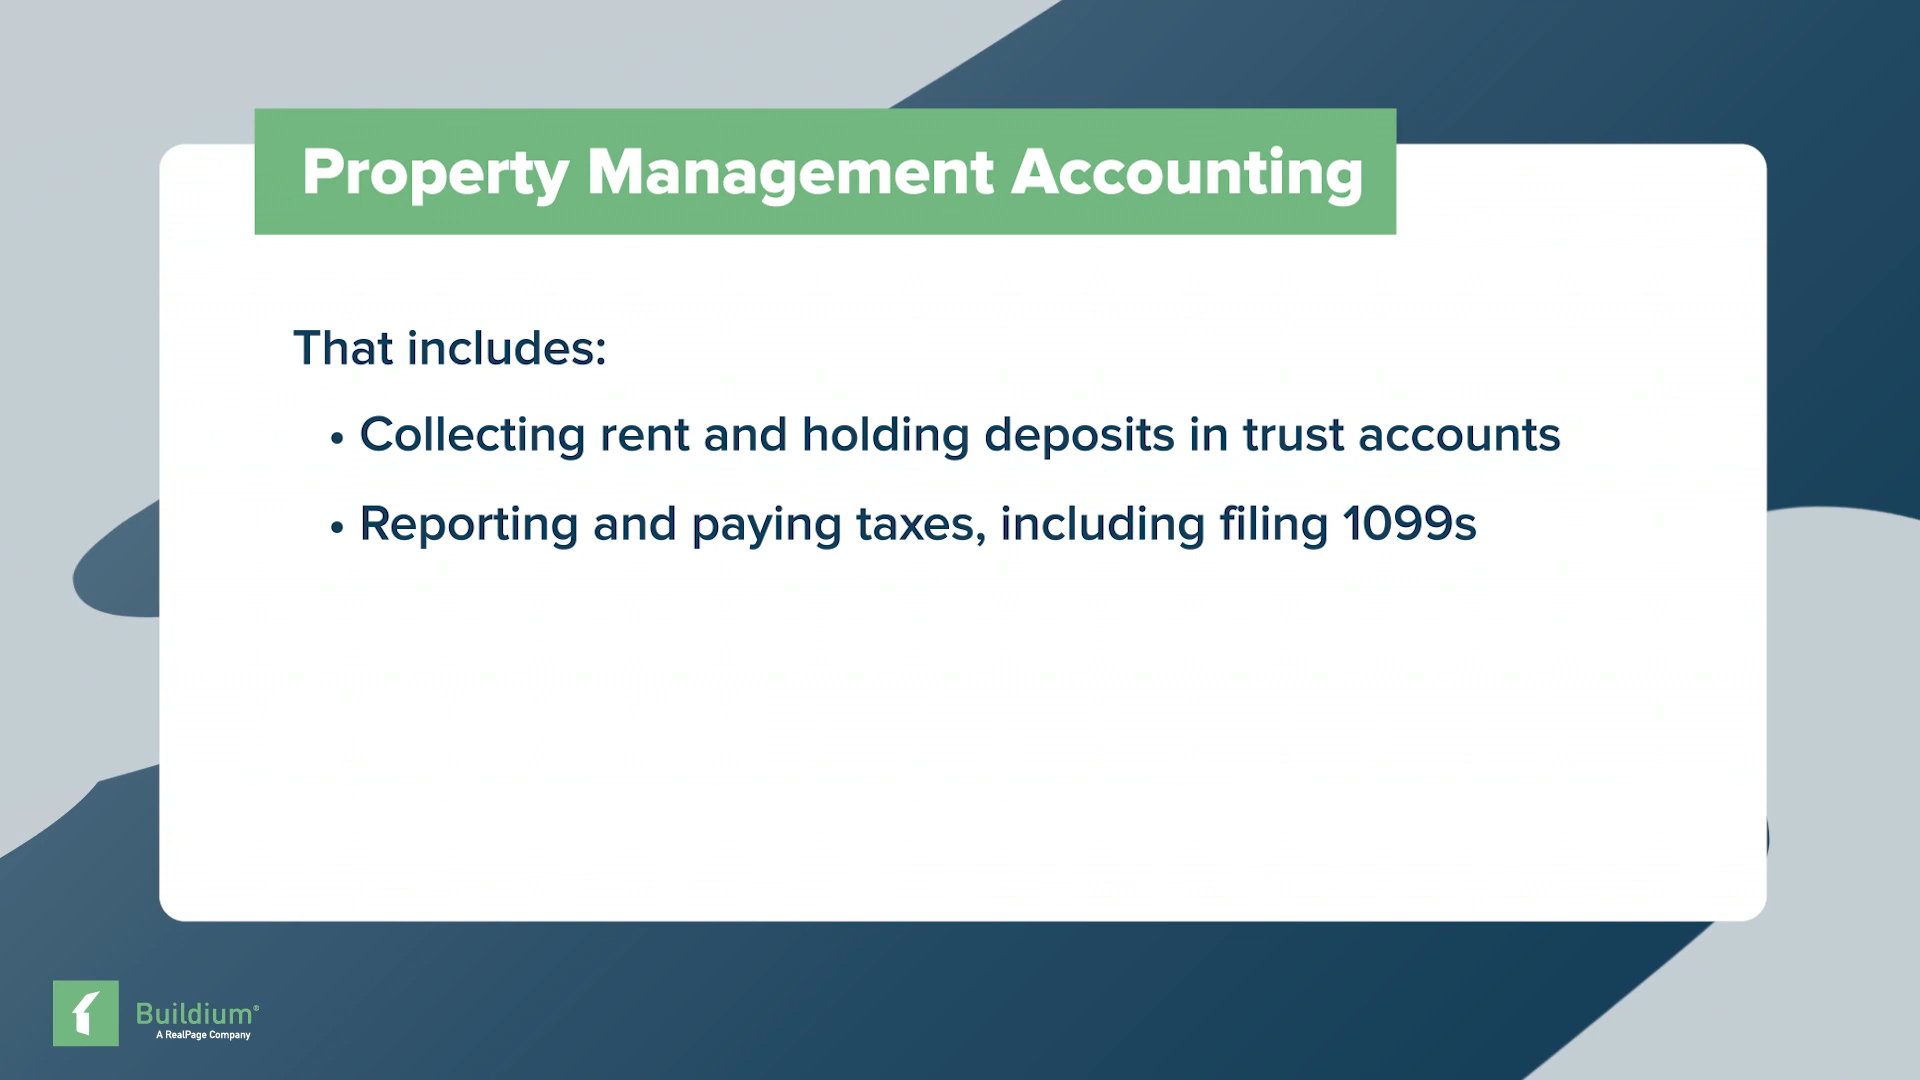 Property Management Accounting
That includes:
• Collecting rent and holding deposits in trust accounts
• Reporting and paying taxes, including filing 1099s
Buildium®
A RealPage Company